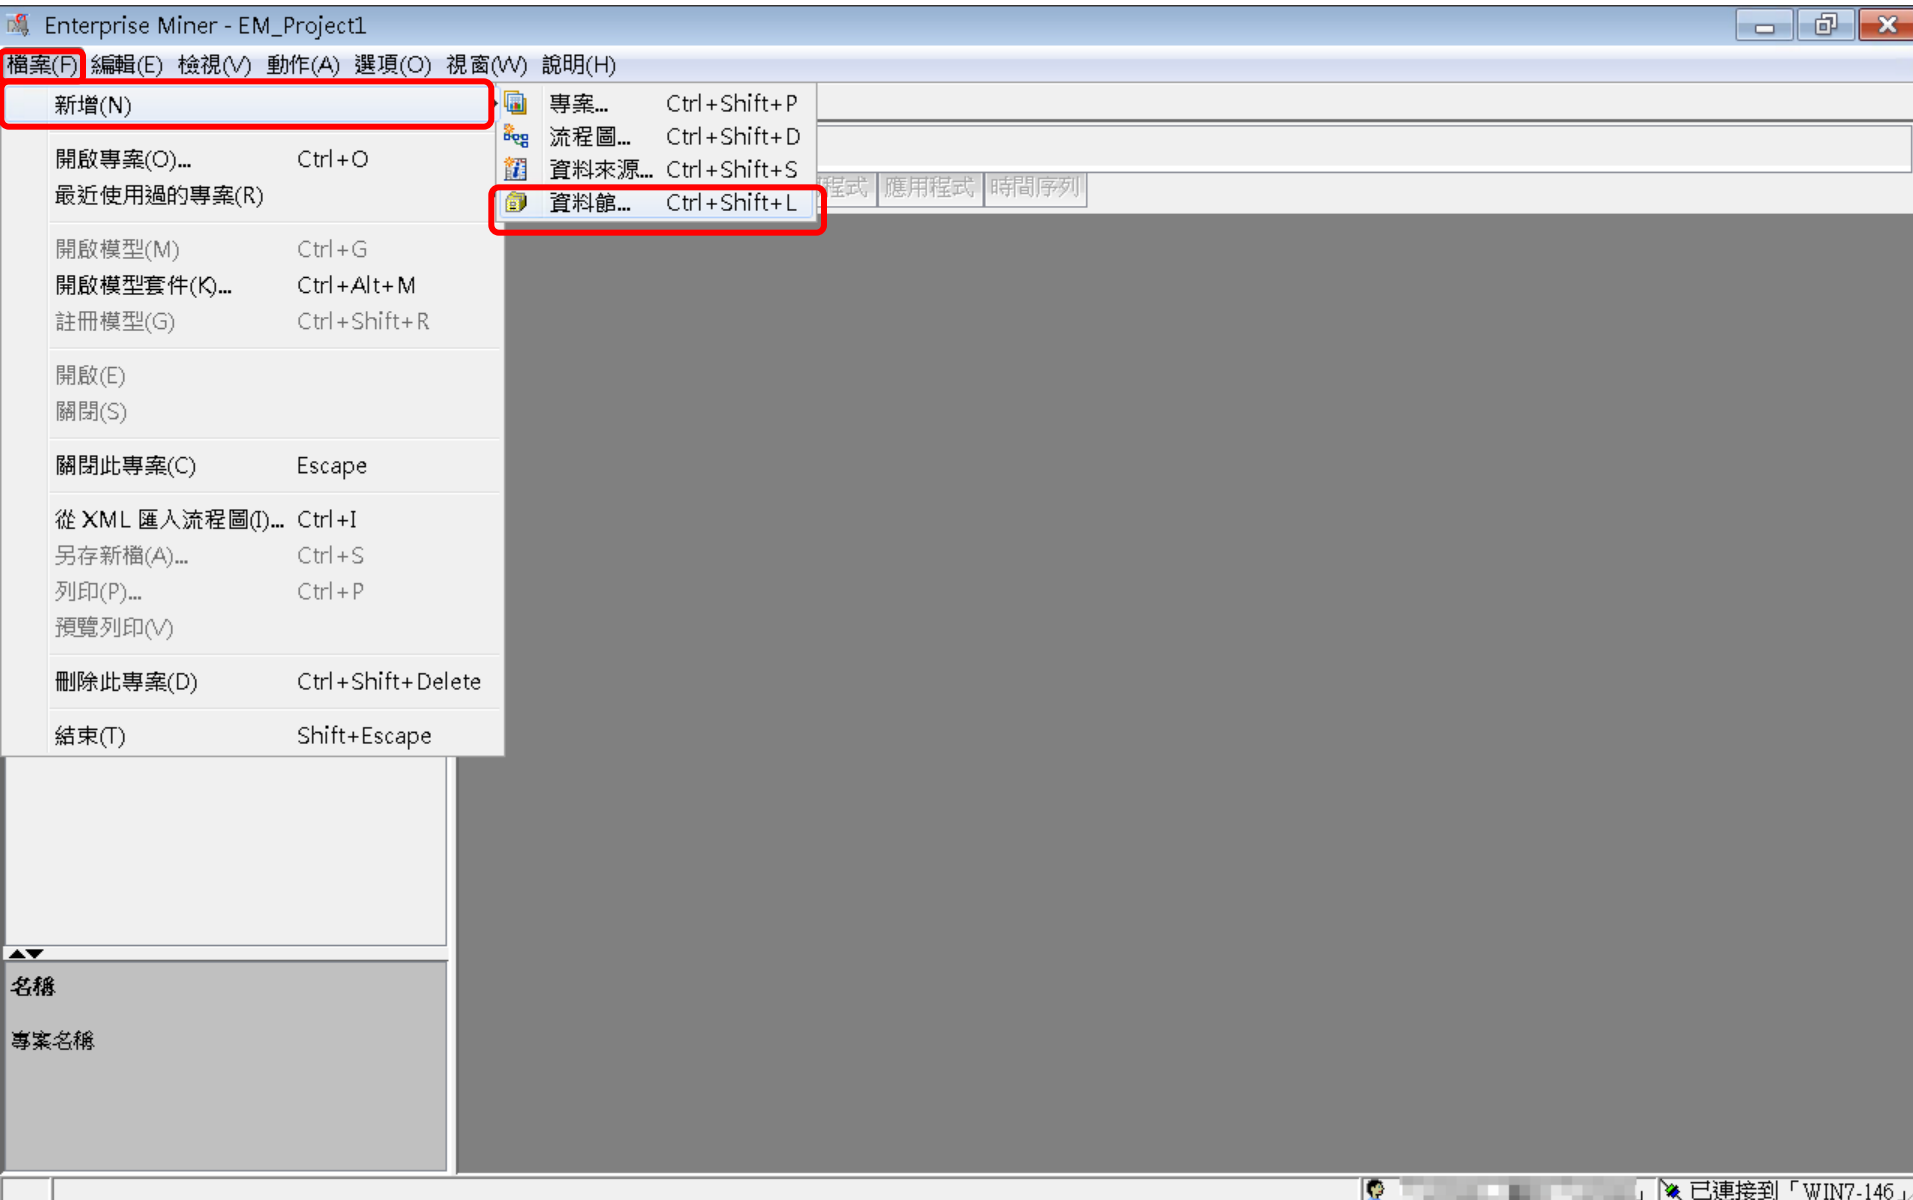 Enterprise Miner - EM_Project1
檔案(F) 編輯(E) 檢視(V) 動作(A) 選項(O) 視窗(W) 說明(H)
新增(N)
專案... Ctrl+Shift+P
流程圖... Ctrl+Shift+D
資料來源... Ctrl+Shift+S
資料館... Ctrl+Shift+L
程式 應用程式 時間序列
開啟專案(O)... Ctrl+O
最近使用過的專案(R)
開啟模型(M) Ctrl+G
開啟模型套件(K)... Ctrl+Alt+M
註冊模型(G) Ctrl+Shift+R
開啟(E)
關閉(S)
關閉此專案(C) Escape
從 XML 匯入流程圖(I)... Ctrl+I
另存新檔(A)... Ctrl+S
列印(P)... Ctrl+P
預覽列印(V)
刪除此專案(D) Ctrl+Shift+Delete
結束(T) Shift+Escape
名稱
專案名稱
」 已連接到「WIN7-146」